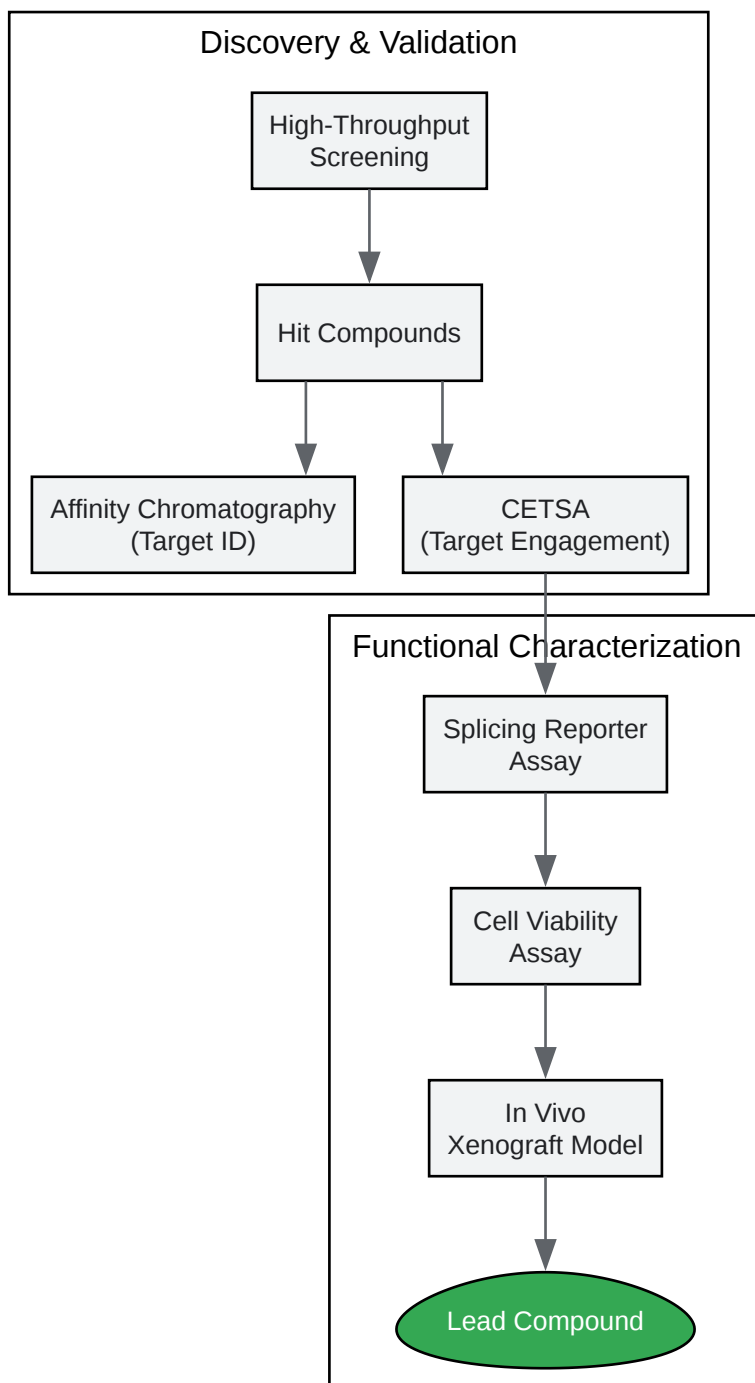 Discovery & Validation
High-Throughput
Screening
Hit Compounds
Affinity Chromatography
(Target ID)
CETSA
(Target Engagement)
Functional Characterization
Splicing Reporter
Assay
Cell Viability
Assay
In Vivo
Xenograft Model
Lead Compound